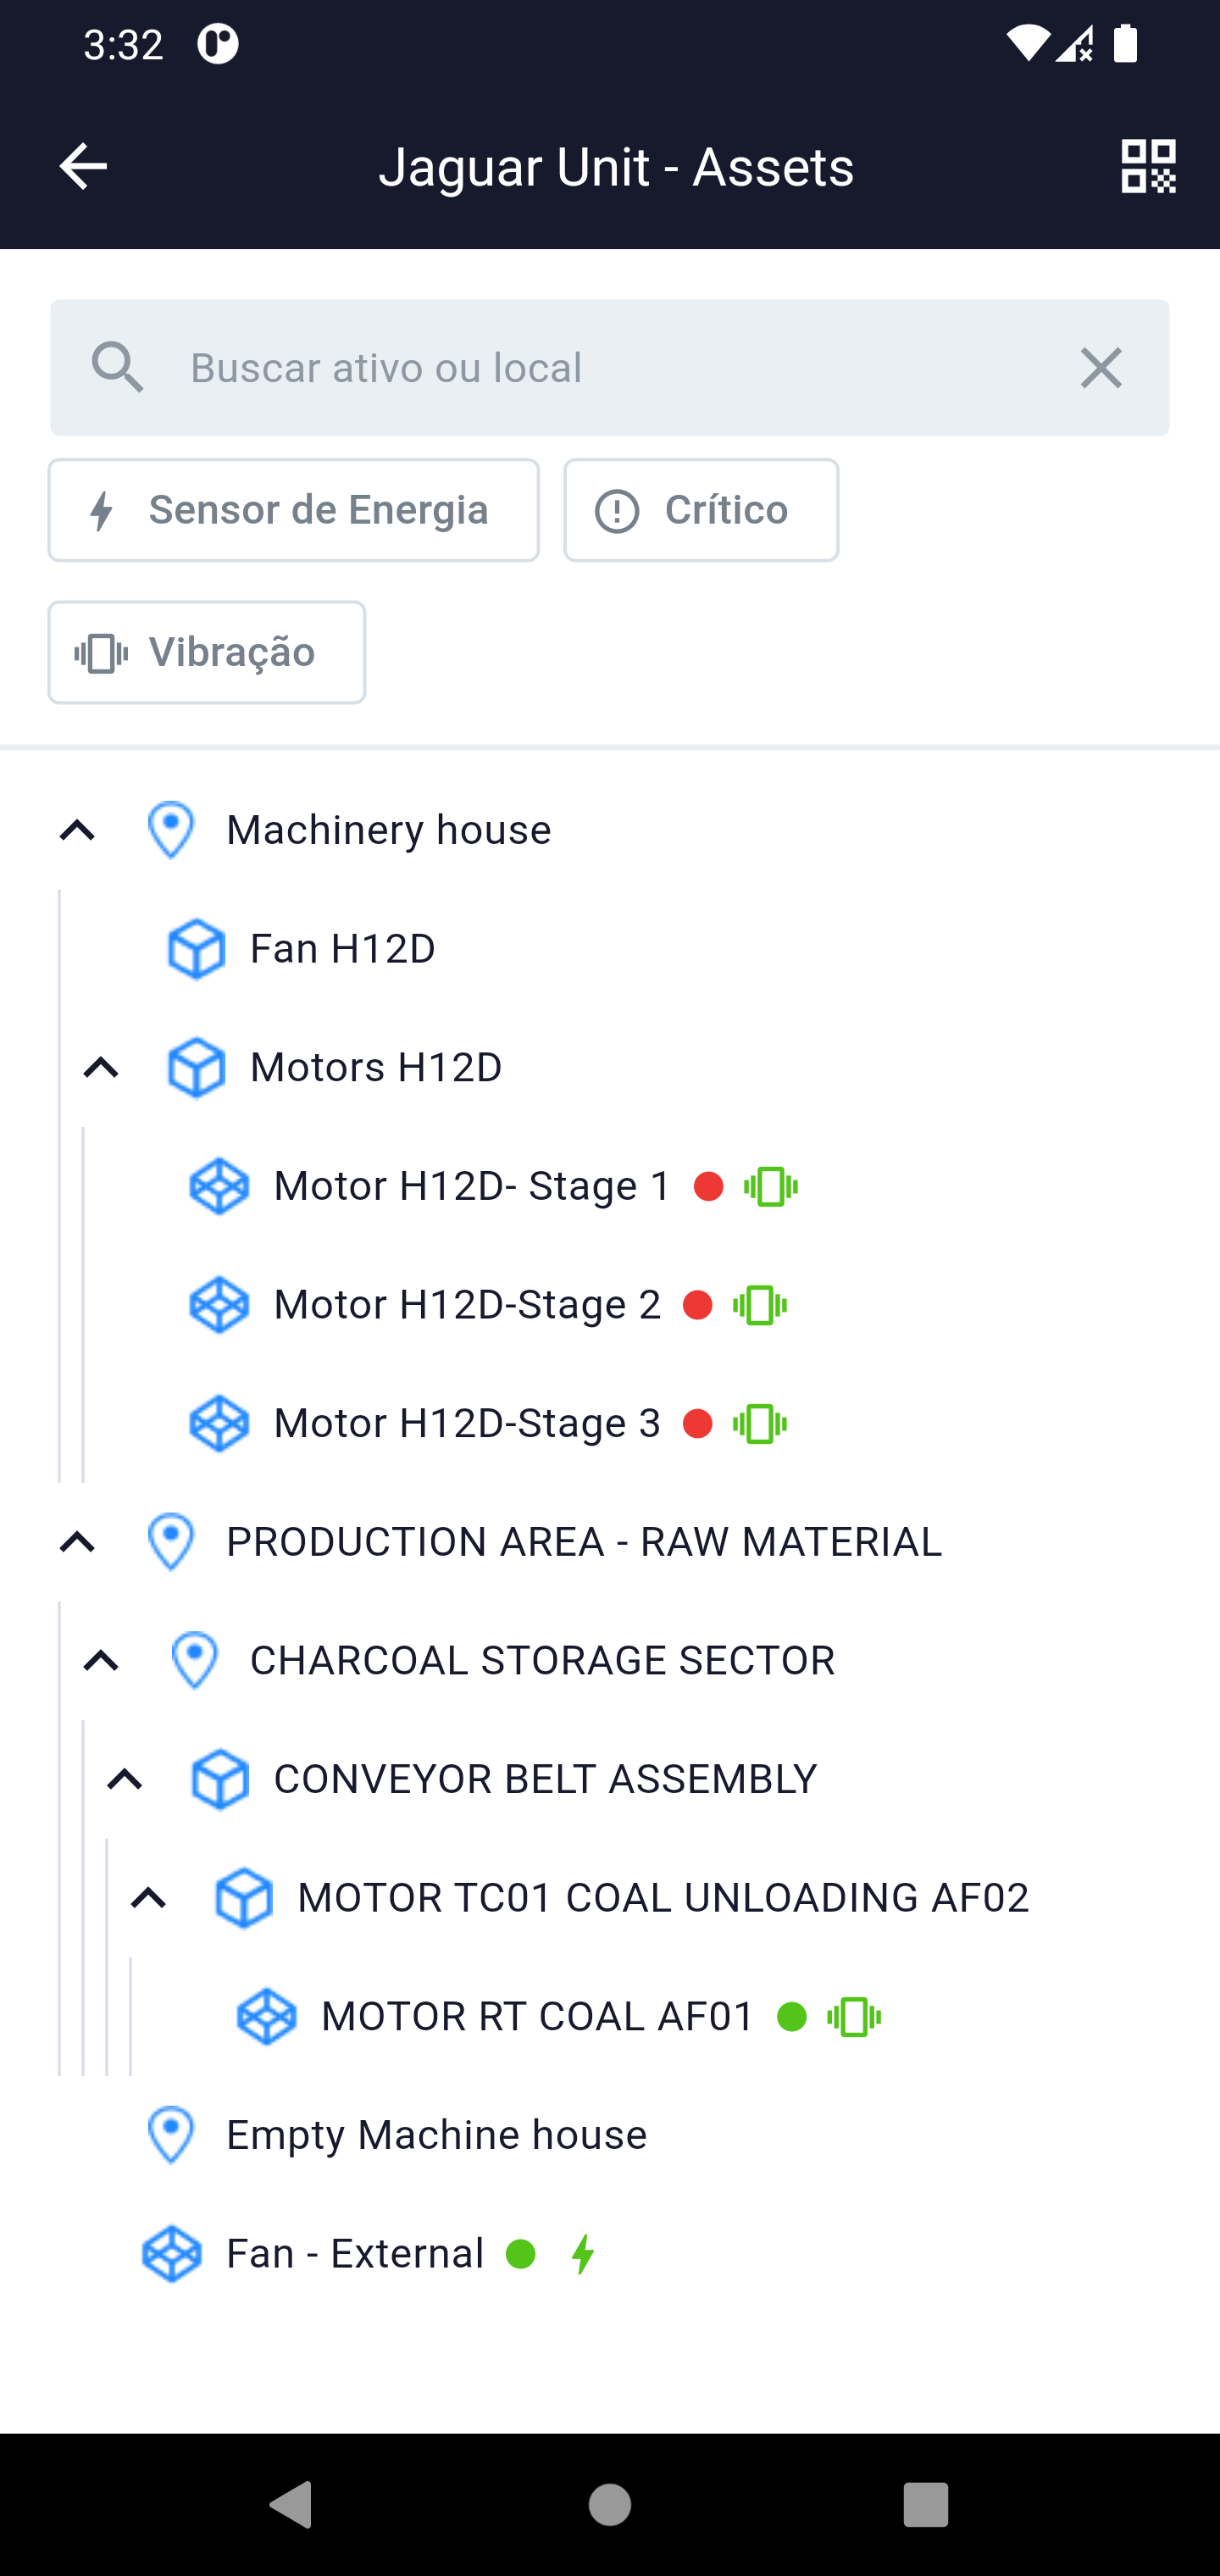 3:32
Jaguar Unit - Assets
Buscar ativo ou local
Sensor de Energia
Crítico
Vibração
Machinery house
Fan H12D
Motors H12D
Motor H12D- Stage 1
Motor H12D-Stage 2
Motor H12D-Stage 3
PRODUCTION AREA - RAW MATERIAL
CHARCOAL STORAGE SECTOR
CONVEYOR BELT ASSEMBLY
MOTOR TC01 COAL UNLOADING AF02
MOTOR RT COAL AF01
Empty Machine house
Fan - External